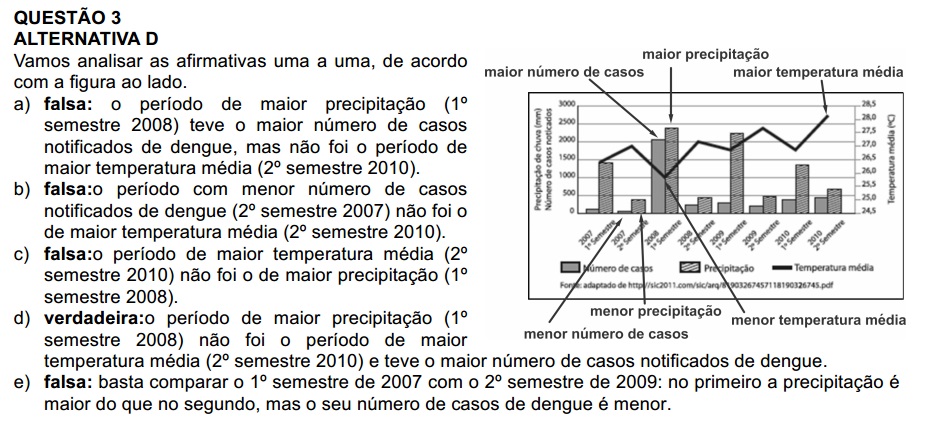 QUESTÃO 3
ALTERNATIVA D
Vamos analisar as afirmativas uma a uma, de acordo
com a figura ao lado.
a) falsa: o período de maior precipitação (1º
semestre 2008) teve o maior número de casos
notificados de dengue, mas não foi o período de
maior temperatura média (2º semestre 2010).
b) falsa:o período com menor número de casos
notificados de dengue (2º semestre 2007) não foi o
de maior temperatura média (2º semestre 2010).
c) falsa:o período de maior temperatura média (2º
semestre 2010) não foi o de maior precipitação (1º
semestre 2008).
d) verdadeira:o período de maior precipitação (1º
semestre 2008) não foi o período de maior
temperatura média (2º semestre 2010) e teve o maior número de casos notificados de dengue.
e) falsa: basta comparar o 1º semestre de 2007 com o 2º semestre de 2009: no primeiro a precipitação é
maior do que no segundo, mas o seu número de casos de dengue é menor.
maior precipitação
maior número de casos
maior temperatura média
Precipitação de chuva (mm)
Número de casos noticados
3000
2500
2000
1500
1000
500
0
28,5
28,0
27,5
27,0
26,5
26,0
25,5
25,0
24,5
Temperatura média (ºC)
2007
1º Semestre
2007
2º Semestre
2008
1º Semestre
2008
2º Semestre
2009
1º Semestre
2009
2º Semestre
2010
1º Semestre
2010
2º Semestre
Número de casos
Precipitação
Temperatura média
Fonte: adaptado de http://sic2011.com/sic/arq/81903267457118190326745.pdf
menor precipitação
menor temperatura média
menor número de casos